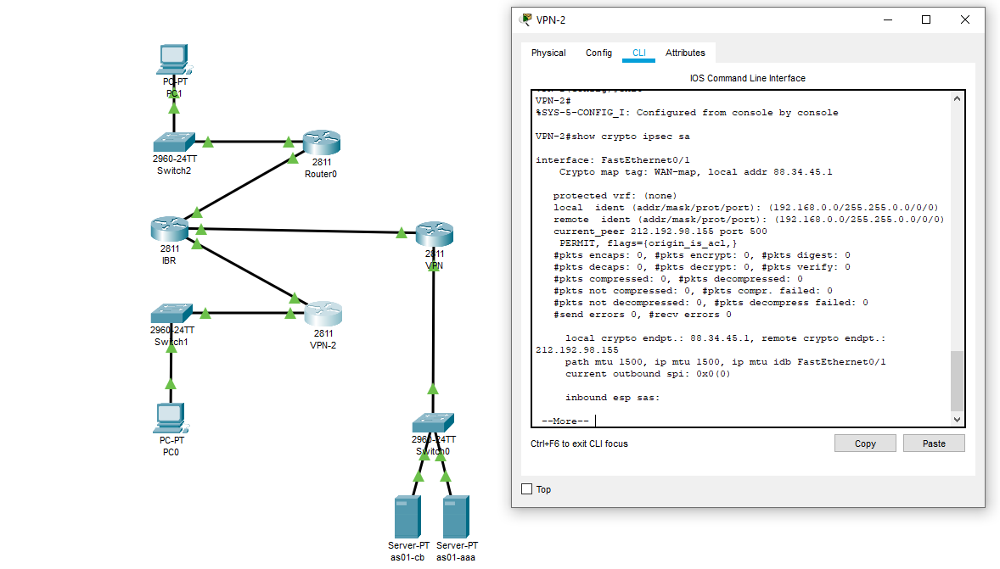 PC-PT
PC1
2960-24TT
Switch2
2811
Router0
2811
IBR
2811
VPN
2960-24TT
Switch1
2811
VPN-2
PC-PT
PC0
2960-24TT
Switch0
Server-PT
as01-cb
Server-PT
as01-aaa
VPN-2
Physical Config CLI Attributes
IOS Command Line Interface
VPN-2#
%SYS-5-CONFIG_I: Configured from console by console
VPN-2#show crypto ipsec sa
interface: FastEthernet0/1
Crypto map tag: WAN-map, local addr 88.34.45.1
protected vrf: (none)
local ident (addr/mask/prot/port): (192.168.0.0/255.255.0.0/0/0)
remote ident (addr/mask/prot/port): (192.168.0.0/255.255.0.0/0/0)
current_peer 212.192.98.155 port 500
PERMIT, flags={origin_is_acl,}
#pkts encaps: 0, #pkts encrypt: 0, #pkts digest: 0
#pkts decaps: 0, #pkts decrypt: 0, #pkts verify: 0
#pkts compressed: 0, #pkts decompressed: 0
#pkts not compressed: 0, #pkts compr. failed: 0
#pkts not decompressed: 0, #pkts decompress failed: 0
#send errors 0, #recv errors 0
local crypto endpt.: 88.34.45.1, remote crypto endpt.:
212.192.98.155
path mtu 1500, ip mtu 1500, ip mtu idb FastEthernet0/1
current outbound spi: 0x0(0)
inbound esp sas:
--More--
Ctrl+F6 to exit CLI focus
Copy
Paste
Top